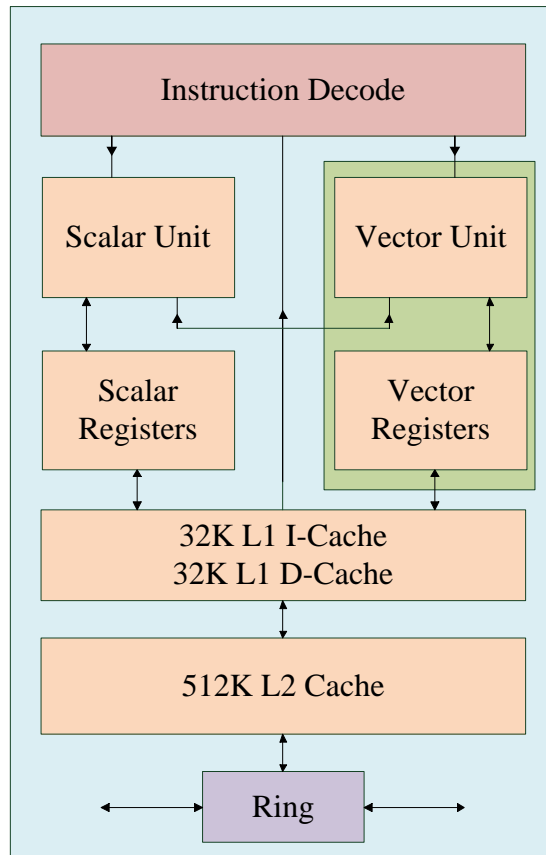 Instruction Decode
Scalar Unit
Vector Unit
Scalar
Registers
Vector
Registers
32K L1 I-Cache
32K L1 D-Cache
512K L2 Cache
Ring